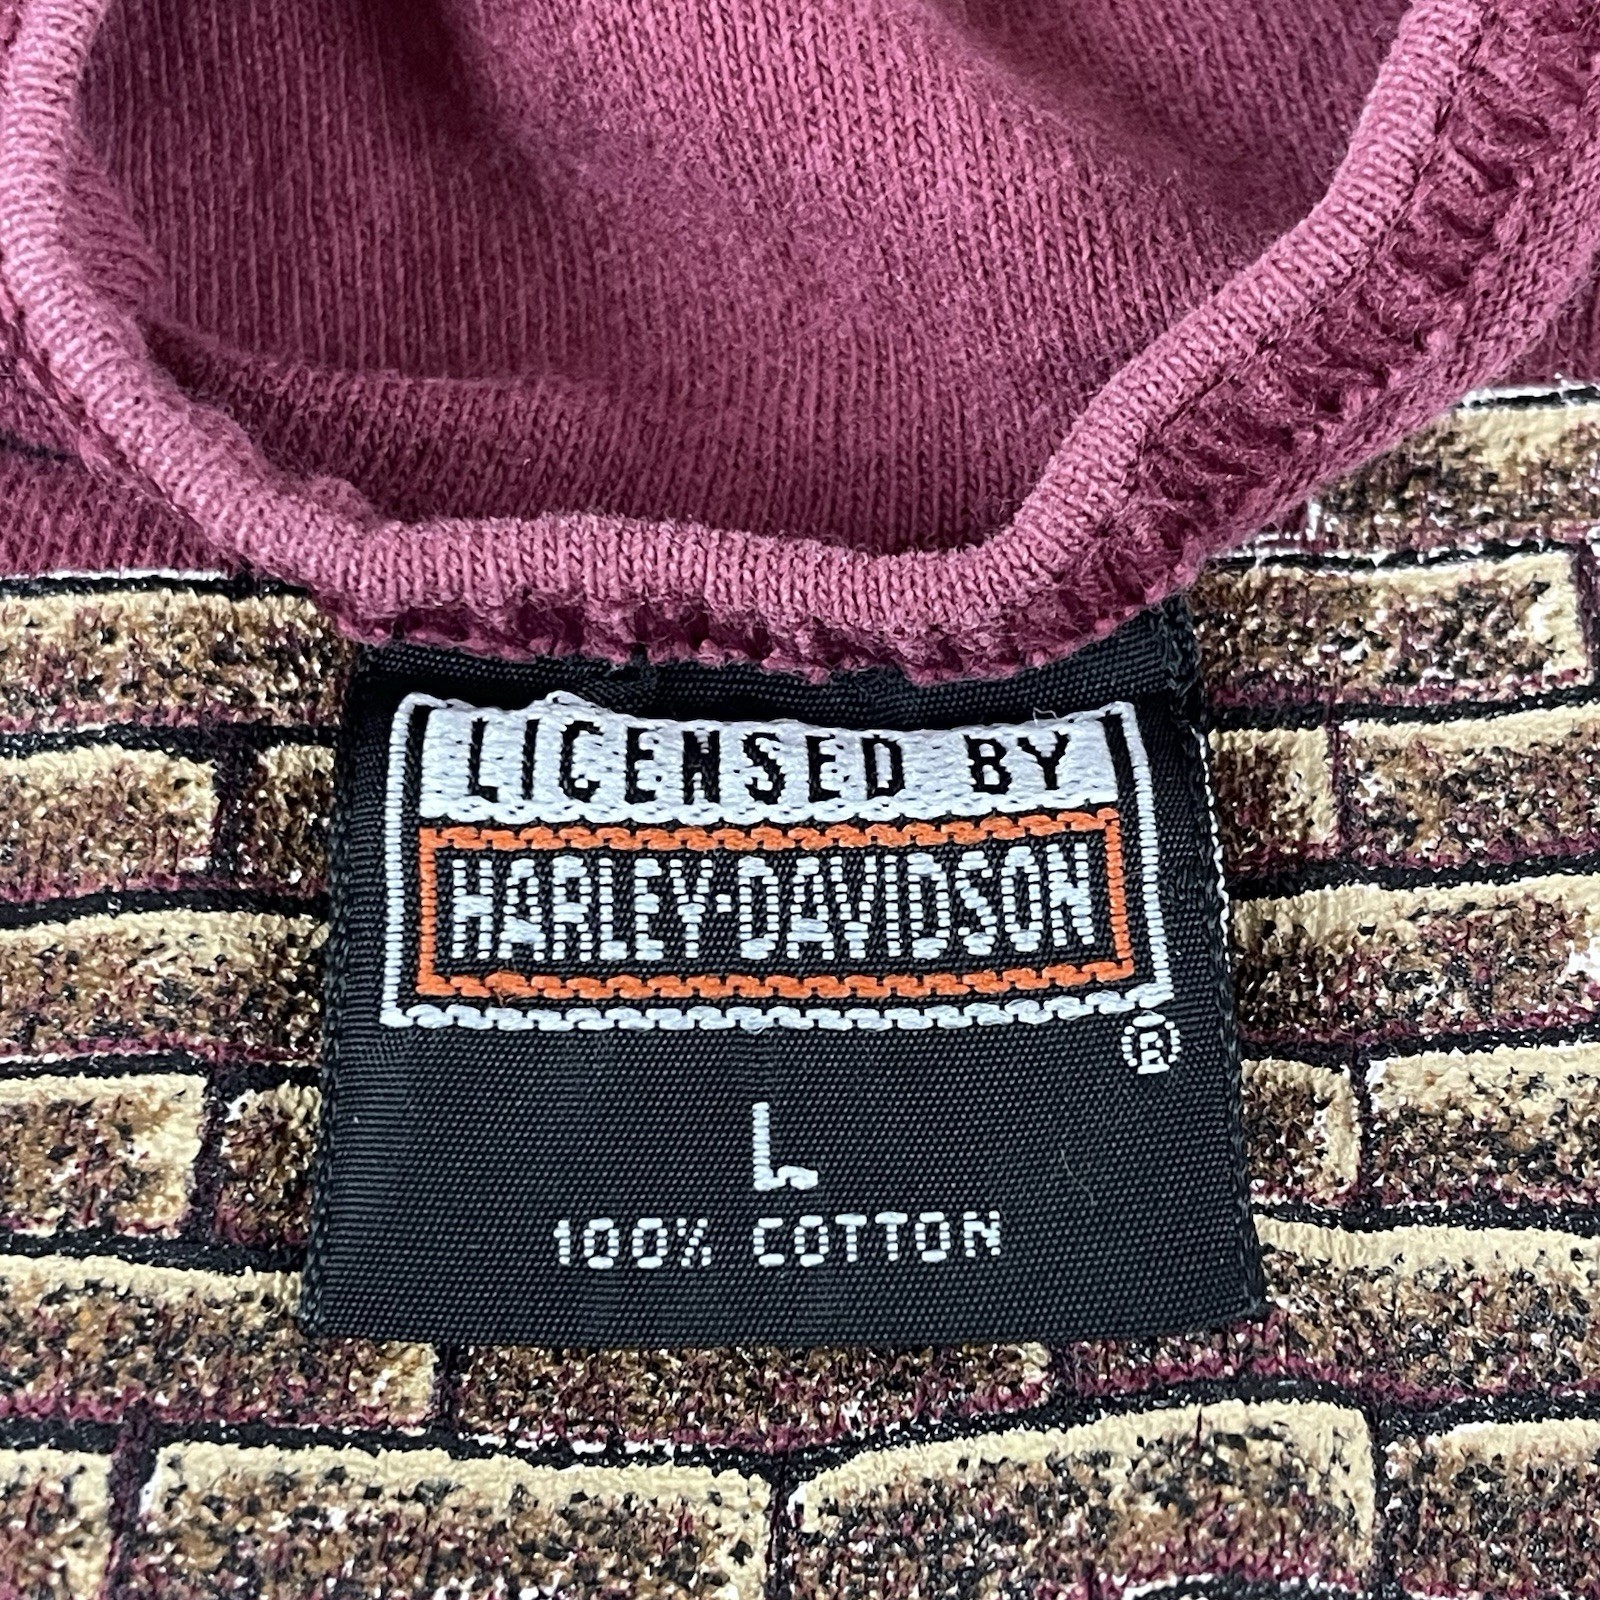 LICENSED BY
HARLEY-DAVIDSON
®
L
100% COTTON